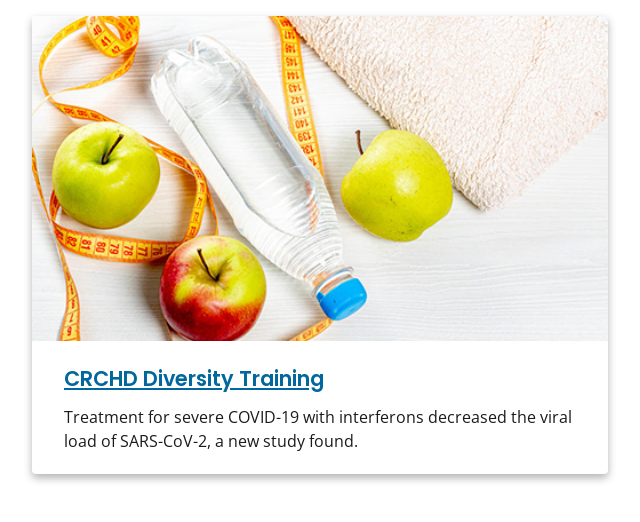 CRCHD Diversity Training
Treatment for severe COVID-19 with interferons decreased the viral
load of SARS-CoV-2, a new study found.